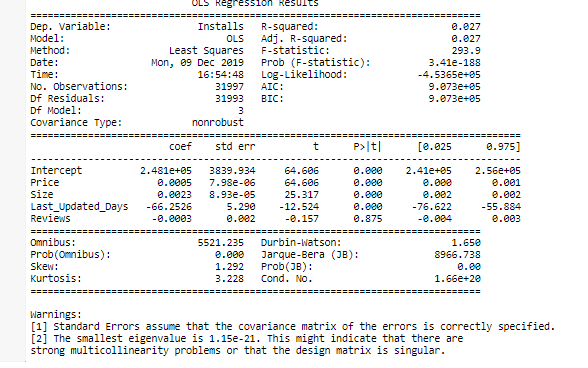 OLS Regression Results
==============================================================================
Dep. Variable: Installs R-squared: 0.027
Model: OLS Adj. R-squared: 0.027
Method: Least Squares F-statistic: 293.9
Date: Mon, 09 Dec 2019 Prob (F-statistic): 3.41e-188
Time: 16:54:48 Log-Likelihood: -4.5365e+05
No. Observations: 31997 AIC: 9.073e+05
Df Residuals: 31993 BIC: 9.073e+05
Df Model: 3
Covariance Type: nonrobust
==============================================================================
coef std err t P>|t| [0.025 0.975]
------------------------------------------------------------------------------
Intercept 2.481e+05 3839.934 64.606 0.000 2.41e+05 2.56e+05
Price 0.0005 7.98e-06 64.606 0.000 0.000 0.001
Size 0.0023 8.93e-05 25.317 0.000 0.002 0.002
Last_Updated_Days -66.2526 5.290 -12.524 0.000 -76.622 -55.884
Reviews -0.0003 0.002 -0.157 0.875 -0.004 0.003
==============================================================================
Omnibus: 5521.235 Durbin-Watson: 1.650
Prob(Omnibus): 0.000 Jarque-Bera (JB): 8966.738
Skew: 1.292 Prob(JB): 0.00
Kurtosis: 3.228 Cond. No. 1.66e+20
==============================================================================
Warnings:
[1] Standard Errors assume that the covariance matrix of the errors is correctly specified.
[2] The smallest eigenvalue is 1.15e-21. This might indicate that there are
strong multicollinearity problems or that the design matrix is singular.